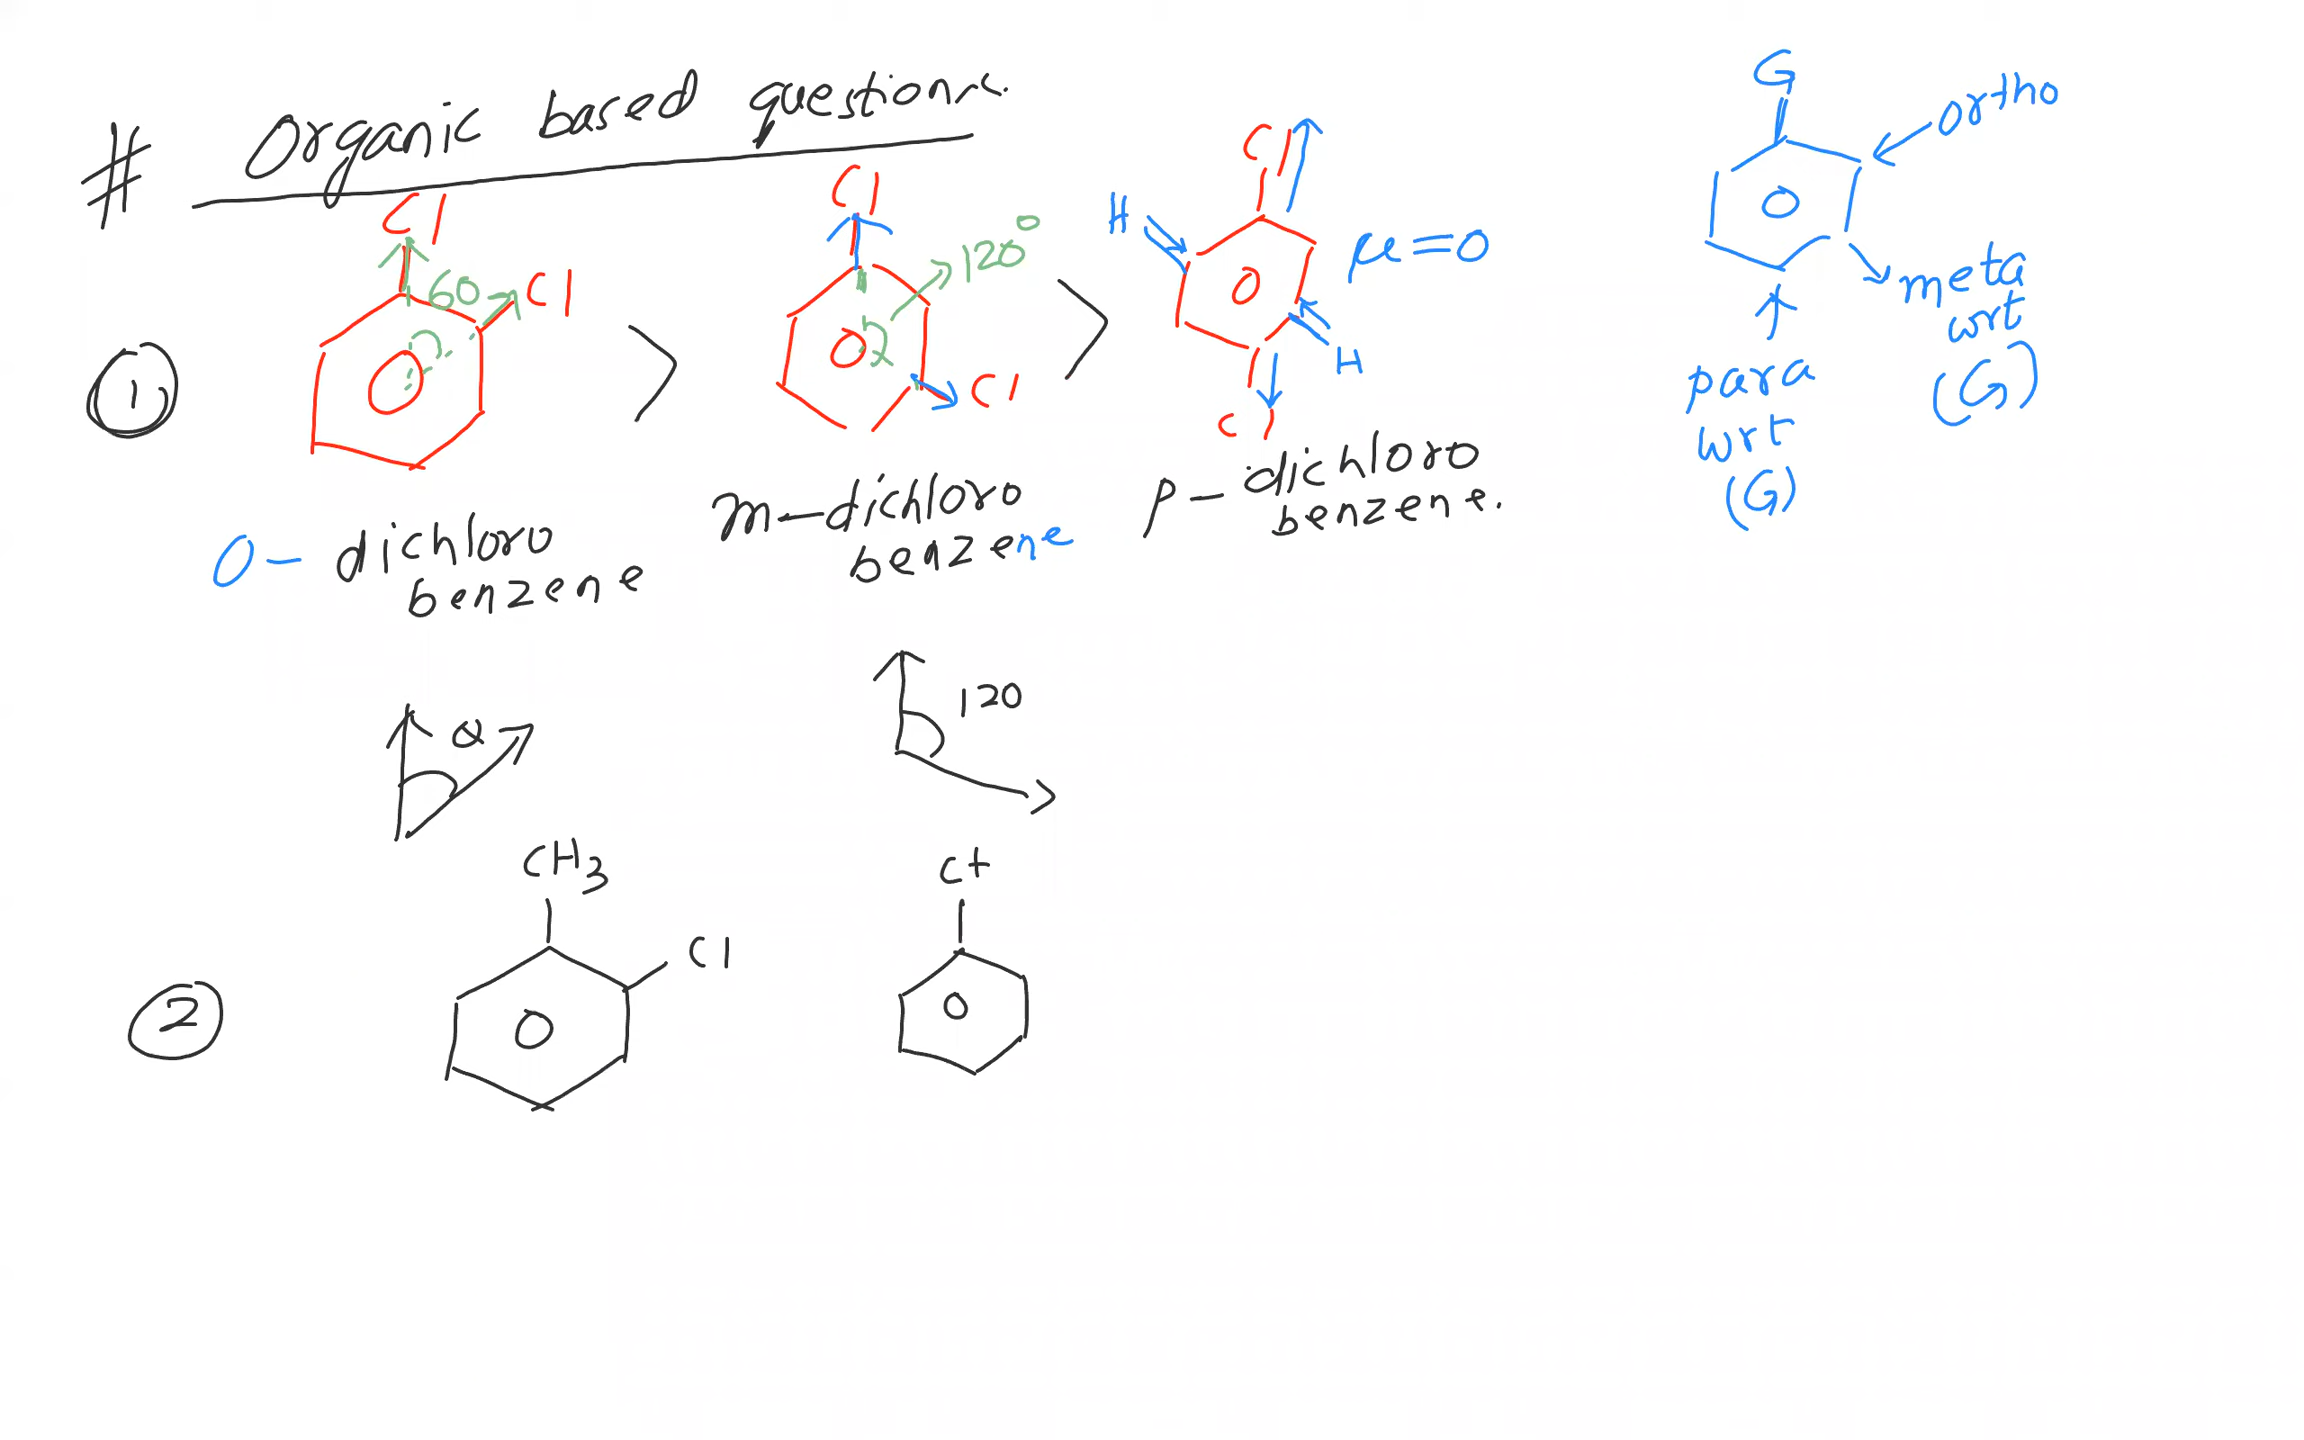 # Organic based questions.
①
Cl
60
Cl
>
O- dichloro
benzene
Cl
120°
Cl
>
m-dichloro
benzene
Cl
H
H
Cl
μ=0
p-dichloro
benzene.
G
ortho
meta
wrt
(G)
para
wrt
(G)
120
②
CH3
Cl